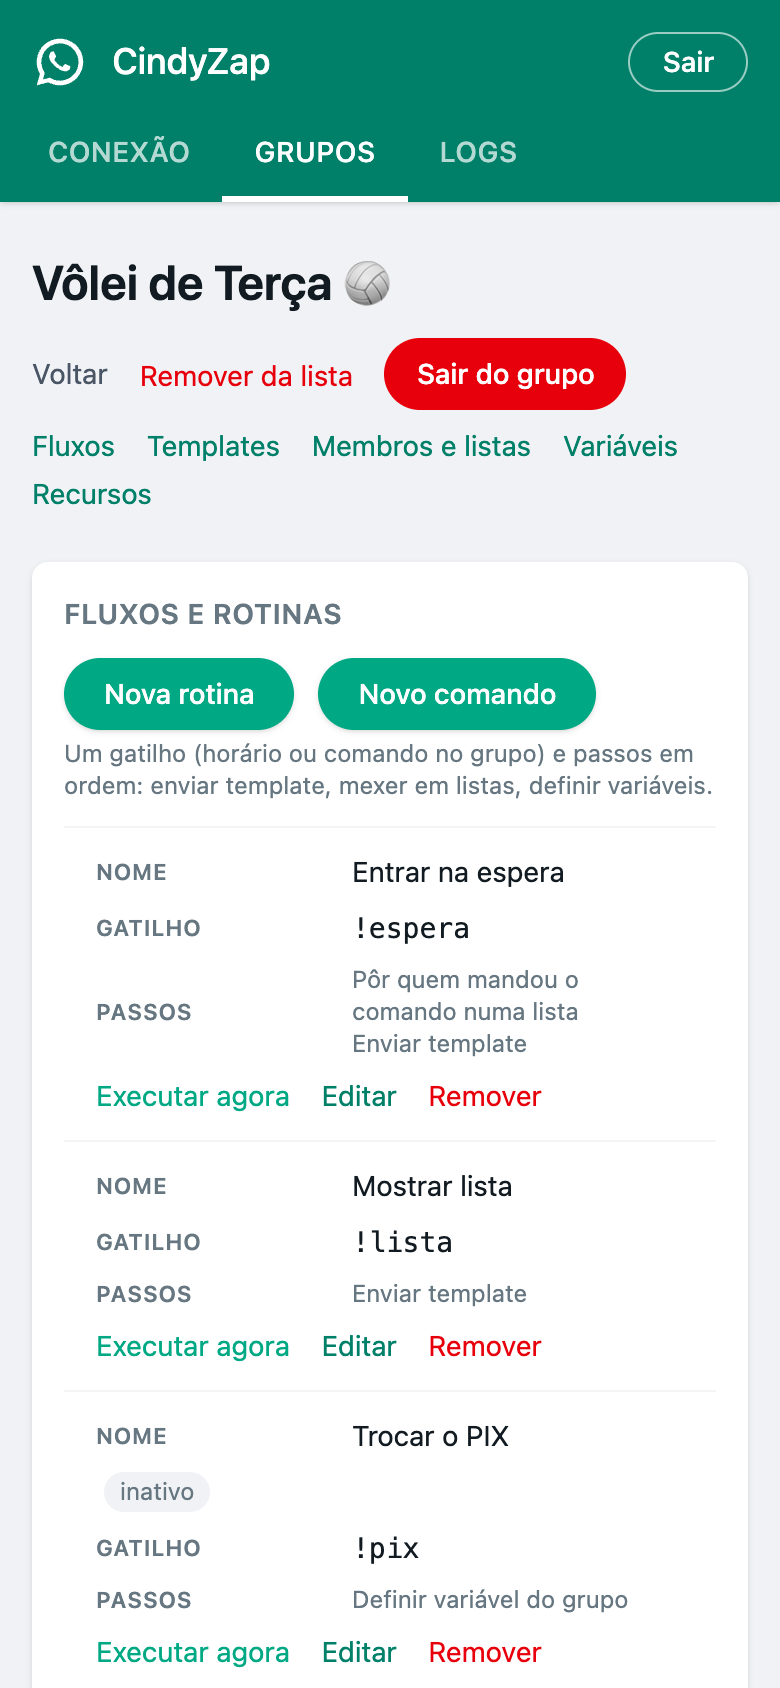 CindyZap
Sair
CONEXÃO GRUPOS LOGS
Vôlei de Terça
Voltar Remover da lista Sair do grupo
Fluxos Templates Membros e listas Variáveis
Recursos
FLUXOS E ROTINAS
Nova rotina Novo comando
Um gatilho (horário ou comando no grupo) e passos em
ordem: enviar template, mexer em listas, definir variáveis.
NOME Entrar na espera
GATILHO !espera
PASSOS Pôr quem mandou o
comando numa lista
Enviar template
Executar agora Editar Remover
NOME Mostrar lista
GATILHO !lista
PASSOS Enviar template
Executar agora Editar Remover
NOME Trocar o PIX
inativo
GATILHO !pix
PASSOS Definir variável do grupo
Executar agora Editar Remover